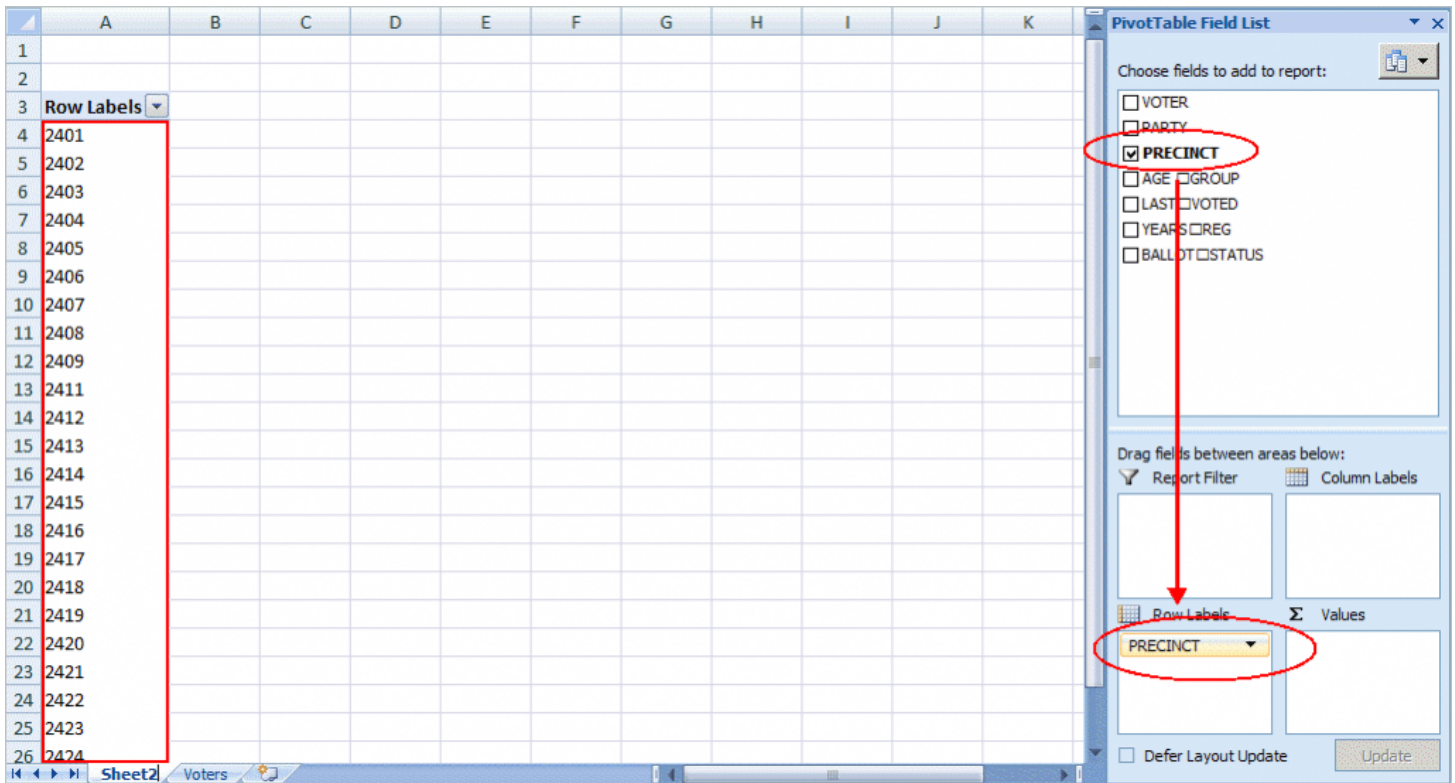 A B C D E F G H I J K
1
2
3 Row Labels
4 2401
5 2402
6 2403
7 2404
8 2405
9 2406
10 2407
11 2408
12 2409
13 2411
14 2412
15 2413
16 2414
17 2415
18 2416
19 2417
20 2418
21 2419
22 2420
23 2421
24 2422
25 2423
26 2424
Sheet2 Voters
PivotTable Field List
Choose fields to add to report:
VOTER
PARTY
PRECINCT
AGE □GROUP
LAST□VOTED
YEARS□REG
BALLOT□STATUS
Drag fields between areas below:
Report Filter Column Labels
Row Labels Σ Values
PRECINCT
Defer Layout Update Update